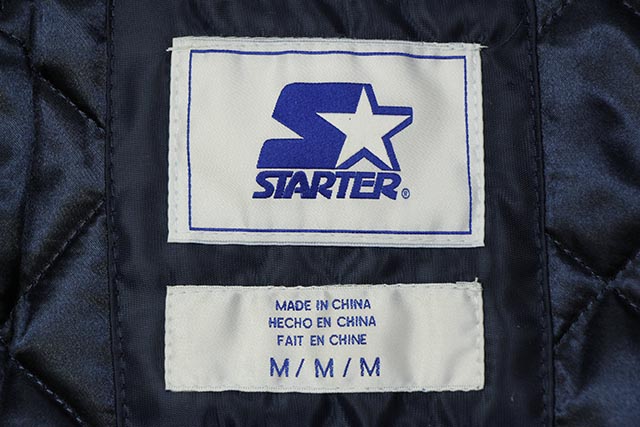 STARTER®
MADE IN CHINA
HECHO EN CHINA
FAIT EN CHINE
M / M / M